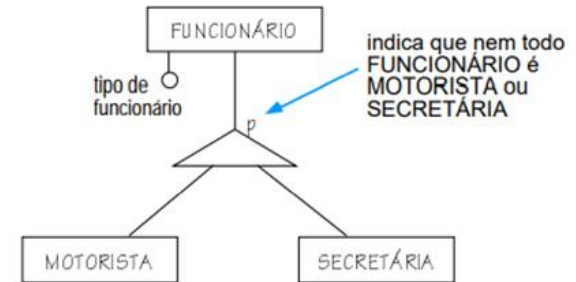 FUNCIONÁRIO
tipo de
funcionário
indica que nem todo
FUNCIONÁRIO é
MOTORISTA ou
SECRETÁRIA
p
MOTORISTA
SECRETÁRIA